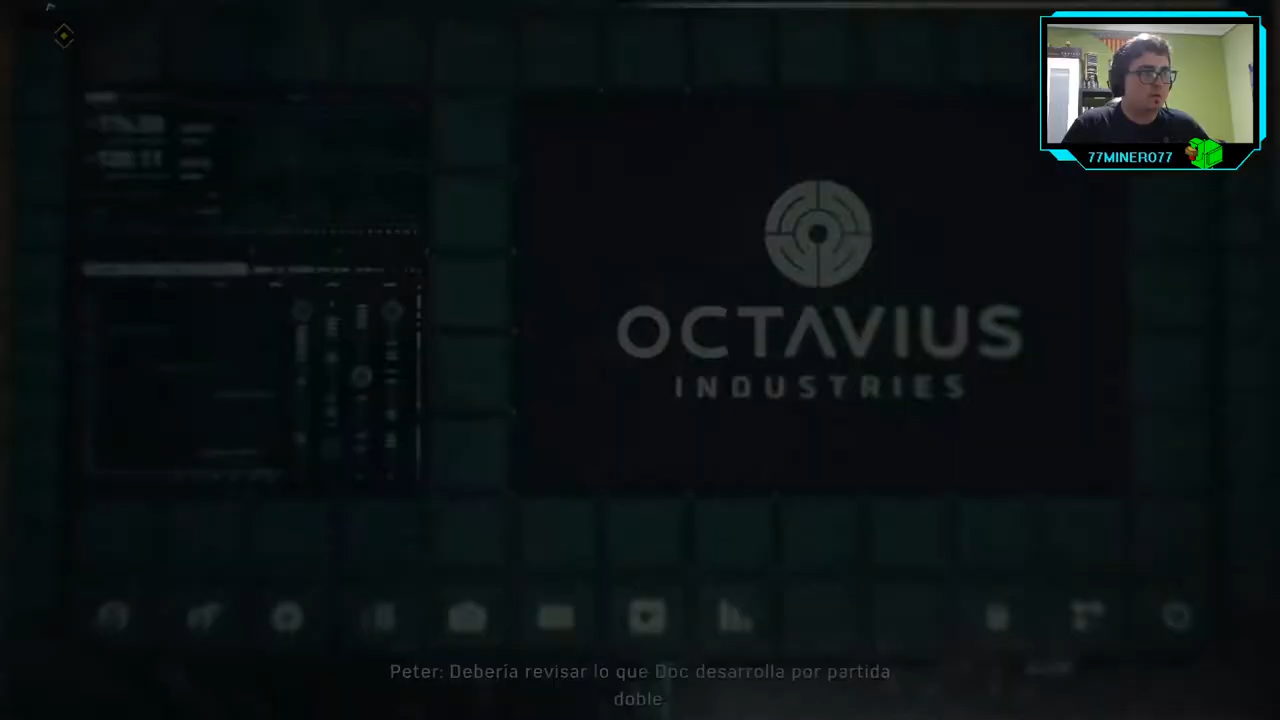 77MINERO77
OCTAVIUS
INDUSTRIES
Peter: Debería revisar lo que Doc desarrolla por partida
doble.